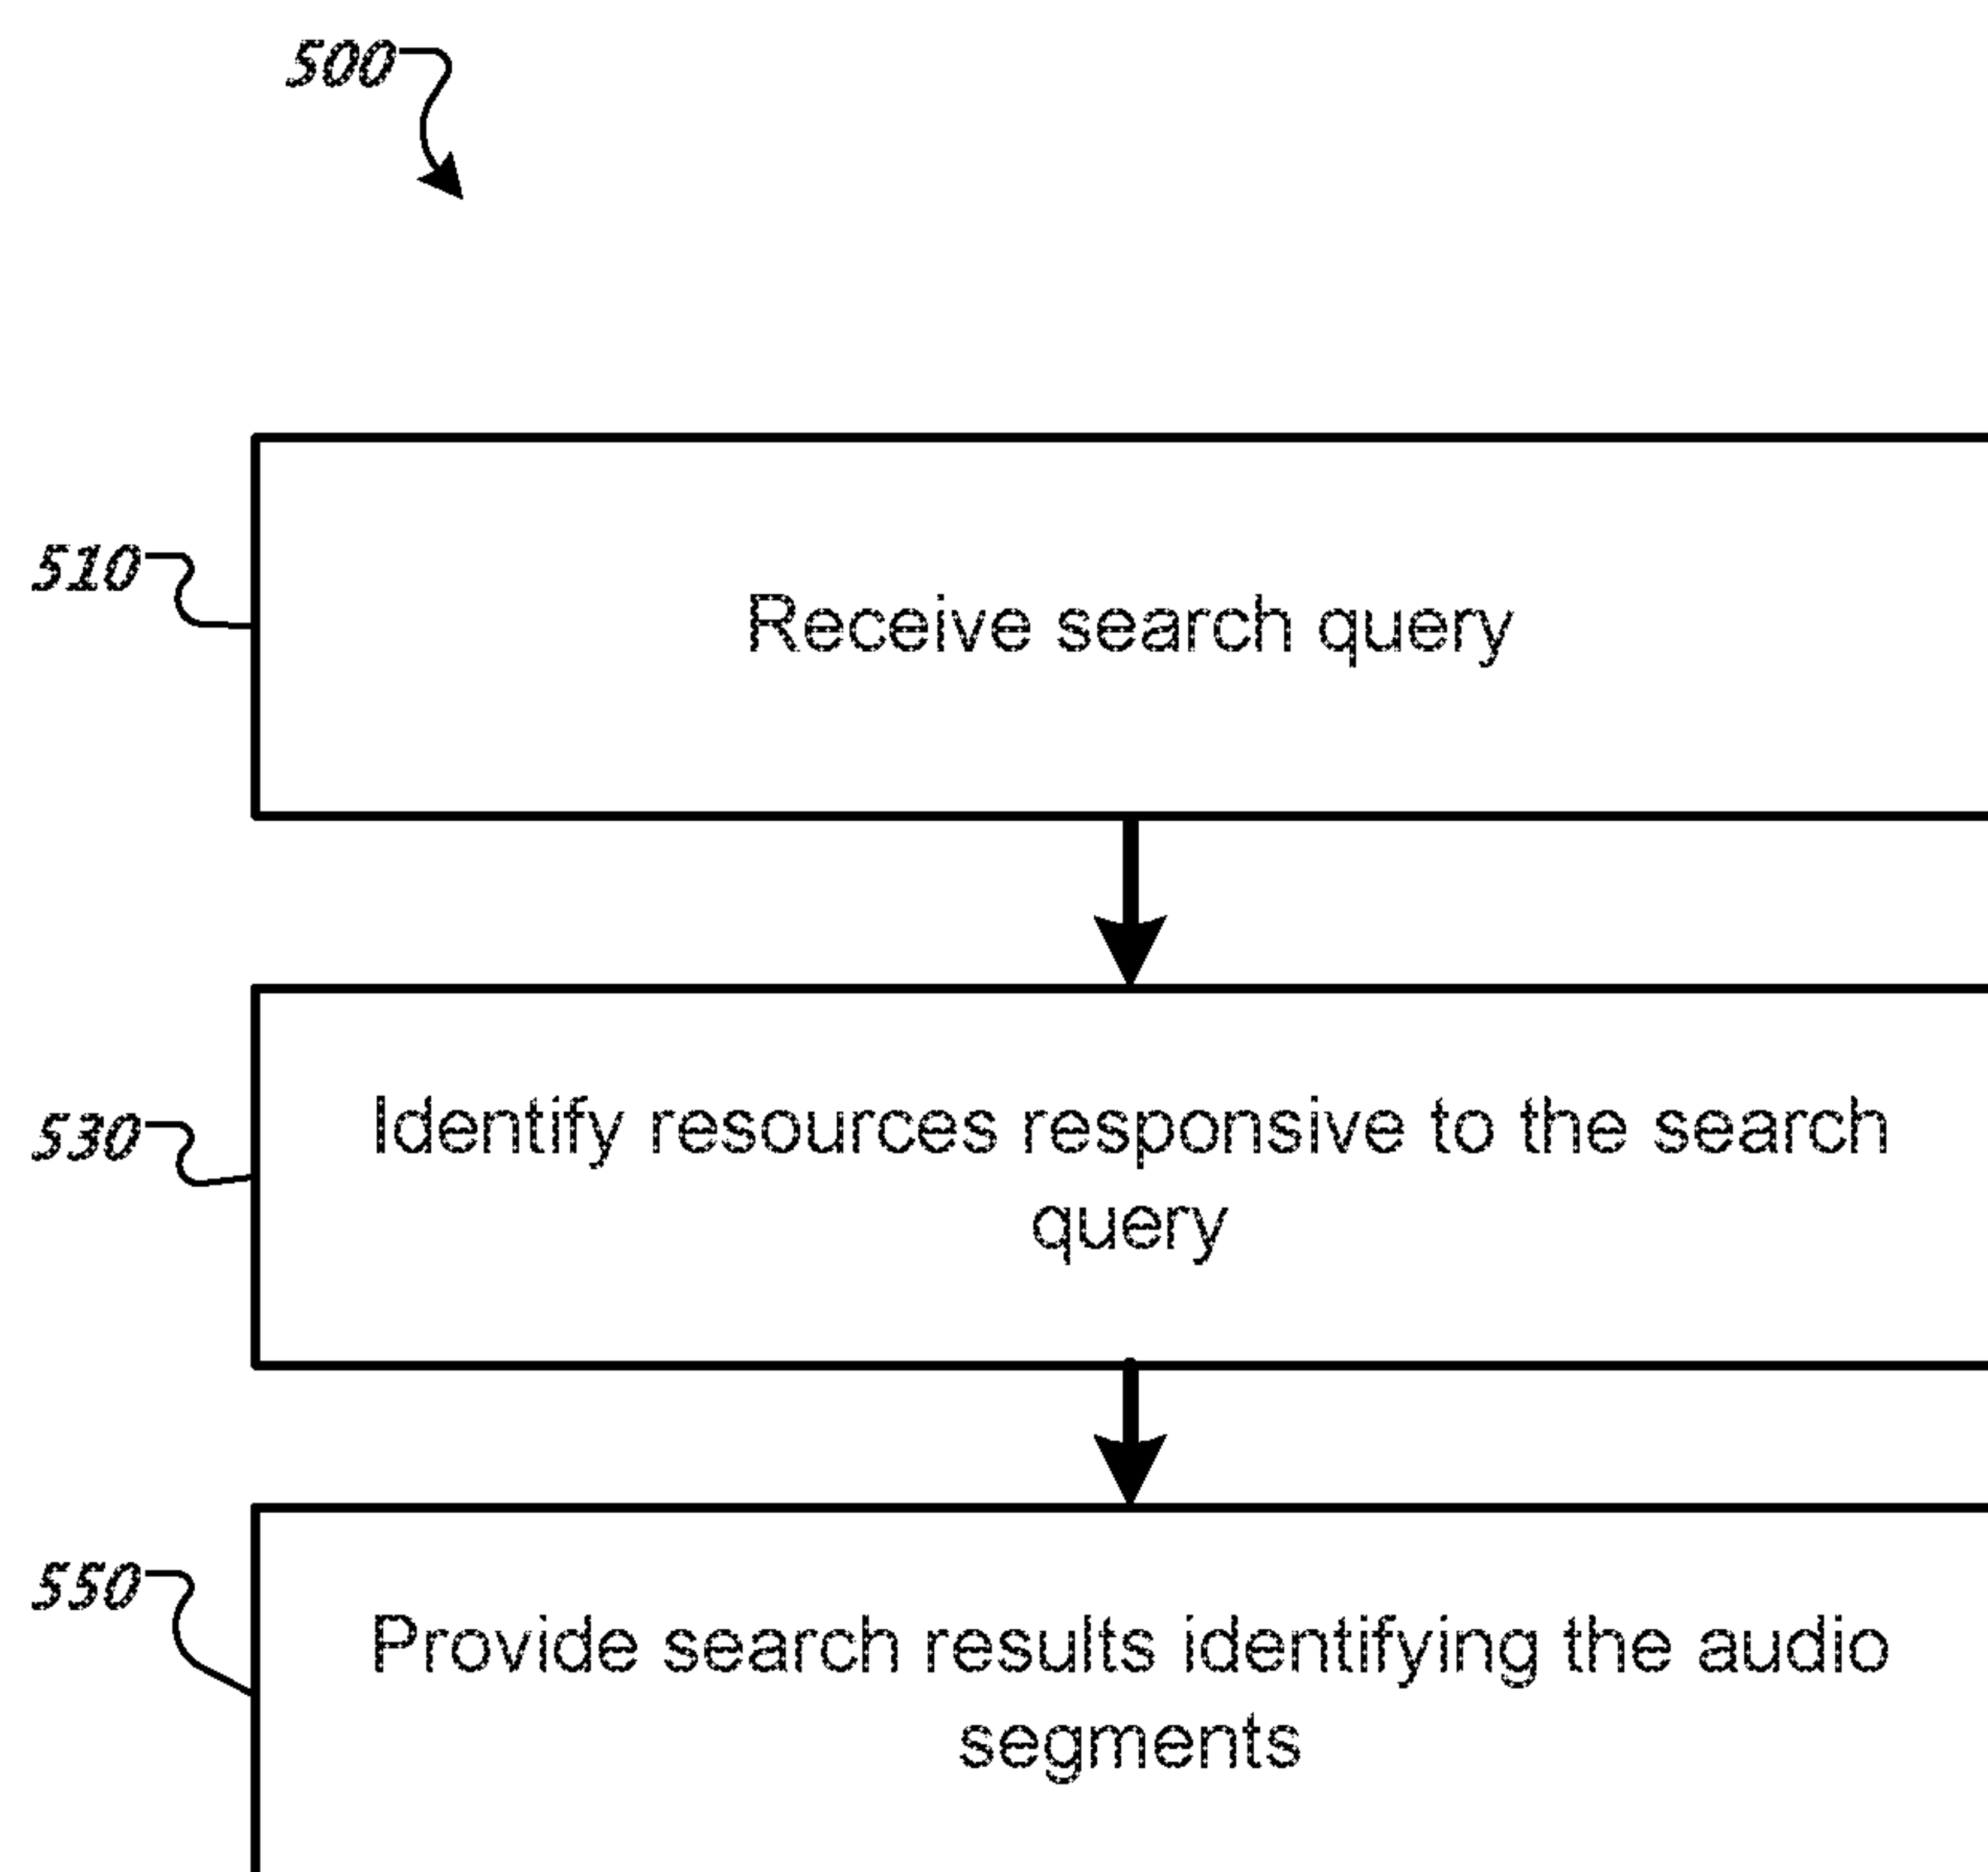 500
510
Receive search query
530
Identify resources responsive to the search
query
550
Provide search results identifying the audio
segments